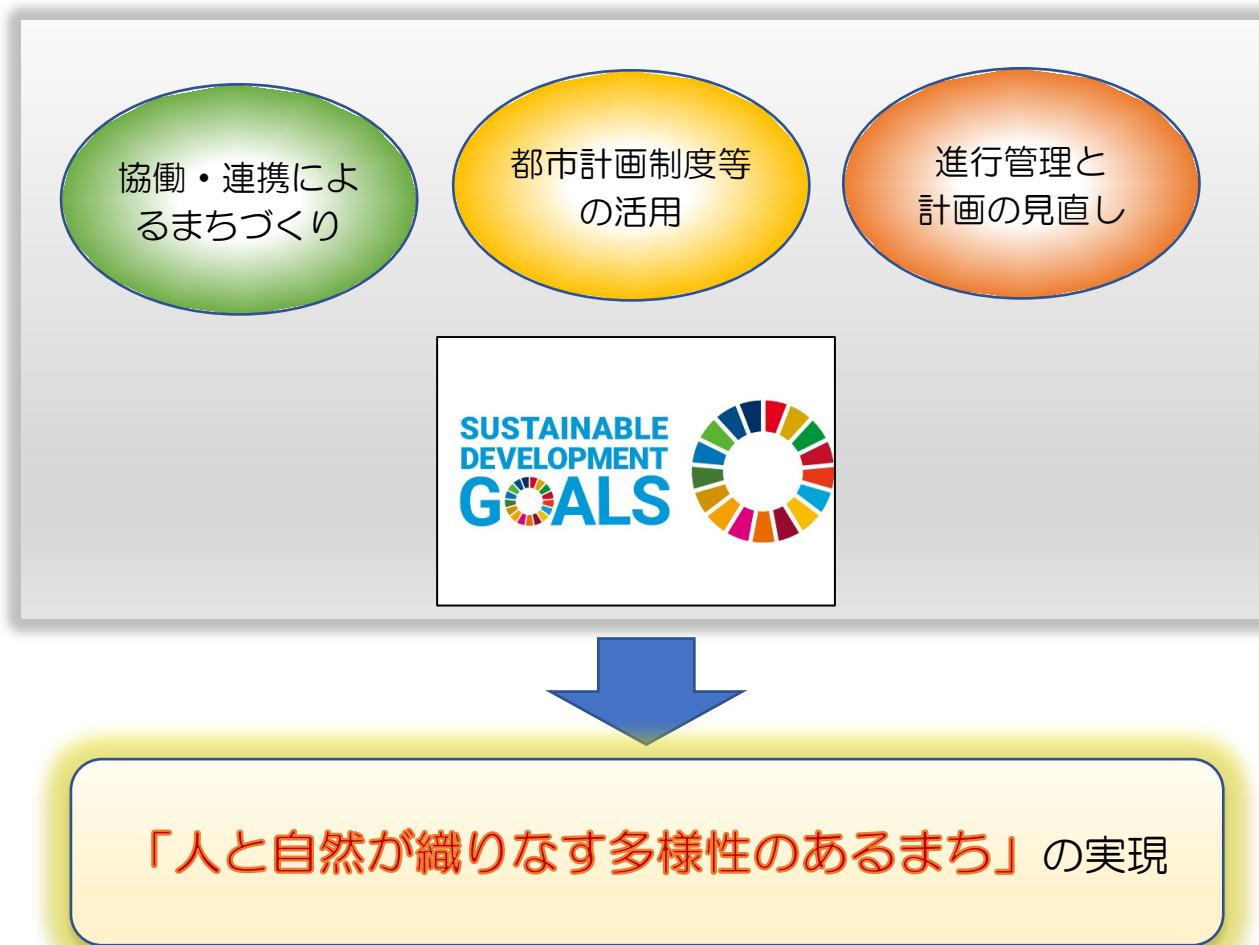 協働・連携によ
るまちづくり
都市計画制度等
の活用
進行管理と
計画の見直し
SUSTAINABLE
DEVELOPMENT
GOALS
「人と自然が織りなす多様性のあるまち」の実現